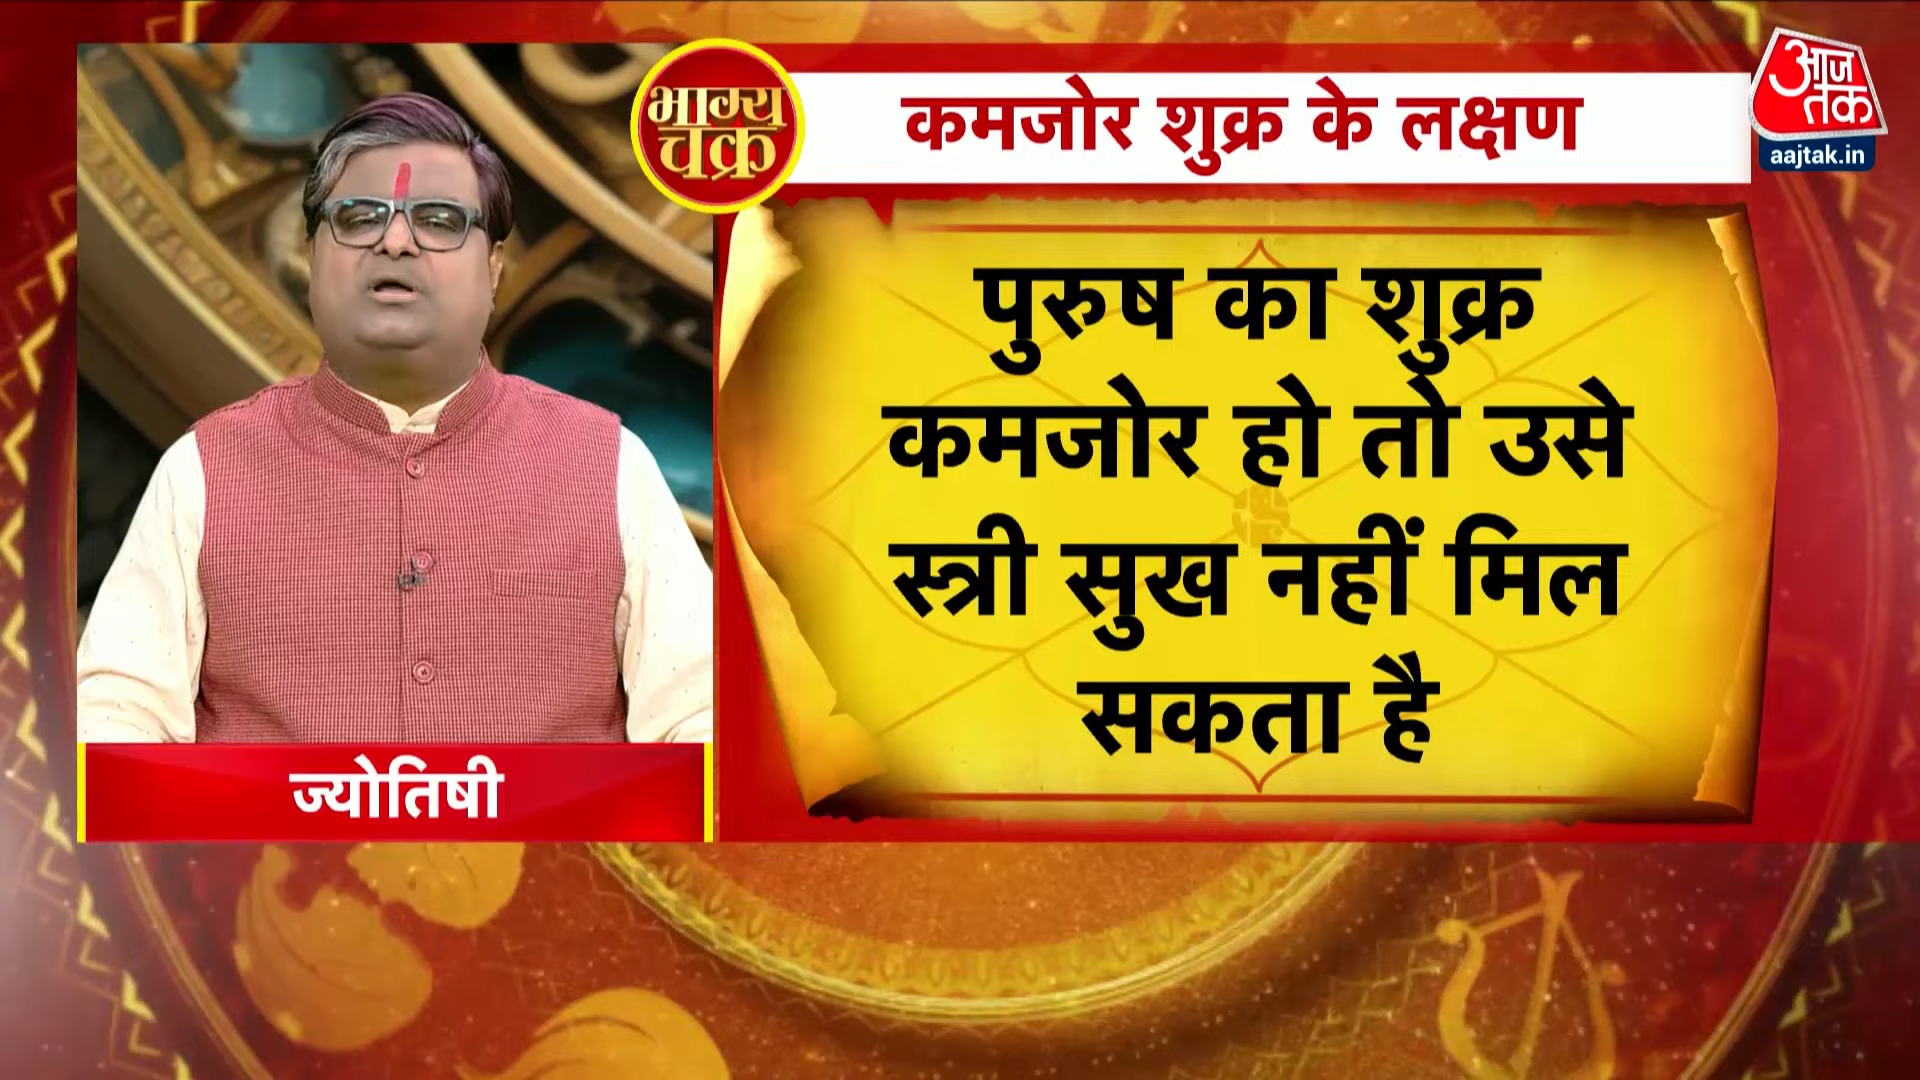 भाग्य
चक्र
कमजोर शुक्र के लक्षण
आज
तक
aajtak.in
पुरुष का शुक्र
कमजोर हो तो उसे
स्त्री सुख नहीं मिल
सकता है
ज्योतिषी